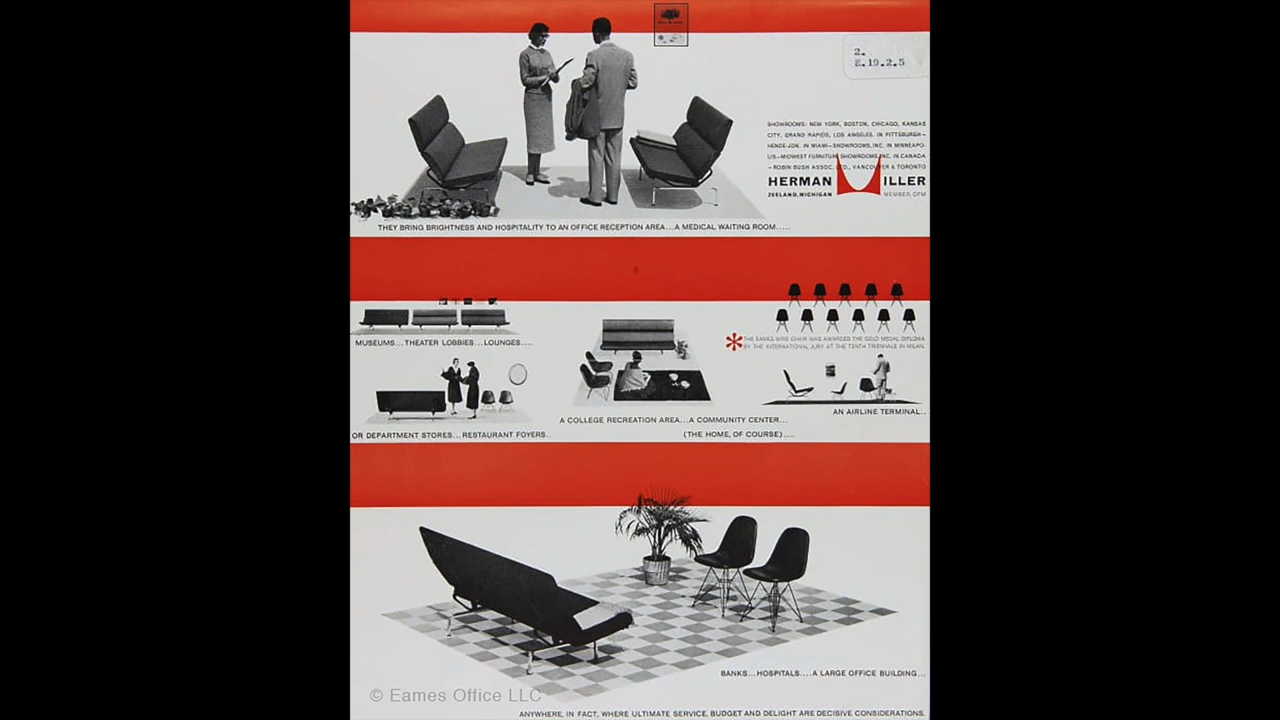 2.
E.19.2.5
SHOWROOMS: NEW YORK, BOSTON, CHICAGO, KANSAS
CITY, GRAND RAPIDS, LOS ANGELES. IN PITTSBURGH—
HENDE-JON. IN MIAMI—SHOWROOMS, INC. IN MINNEAPO-
LIS—MIDWEST FURNITURE SHOWROOMS, INC. IN CANADA
—ROBIN BUSH ASSOC. LTD., VANCOUVER & TORONTO
HERMAN MILLER
ZEELAND, MICHIGAN MEMBER, DFM
THEY BRING BRIGHTNESS AND HOSPITALITY TO AN OFFICE RECEPTION AREA...A MEDICAL WAITING ROOM.....
MUSEUMS...THEATER LOBBIES...LOUNGES....
*THE EAMES WIRE CHAIR WAS AWARDED THE GOLD MEDAL DIPLOMA
BY THE INTERNATIONAL JURY AT THE TENTH TRIENNALE IN MILAN.
AN AIRLINE TERMINAL..
A COLLEGE RECREATION AREA...A COMMUNITY CENTER...
OR DEPARTMENT STORES...RESTAURANT FOYERS..
(THE HOME, OF COURSE)....
BANKS...HOSPITALS....A LARGE OFFICE BUILDING...
© Eames Office LLC
ANYWHERE, IN FACT, WHERE ULTIMATE SERVICE, BUDGET AND DELIGHT ARE DECISIVE CONSIDERATIONS.